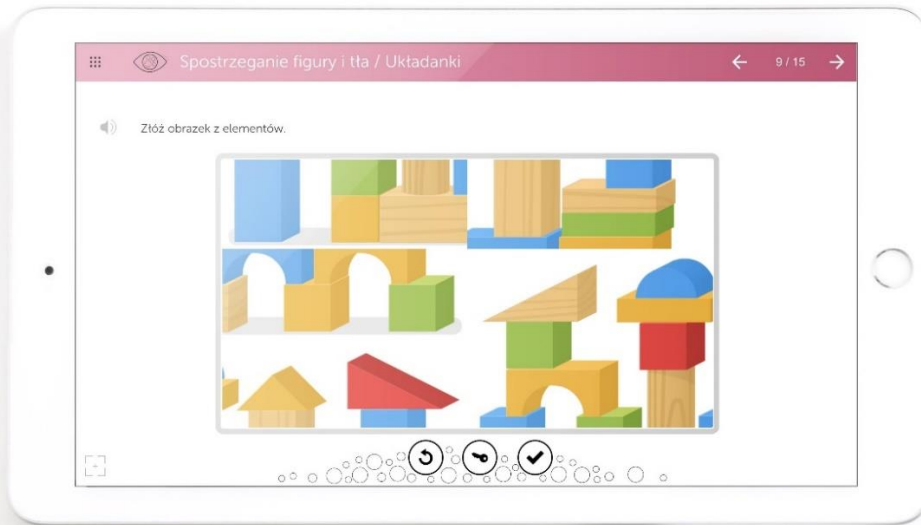 Spostrzeganie figury i tła / Układanki
9 / 15
Złóż obrazek z elementów.